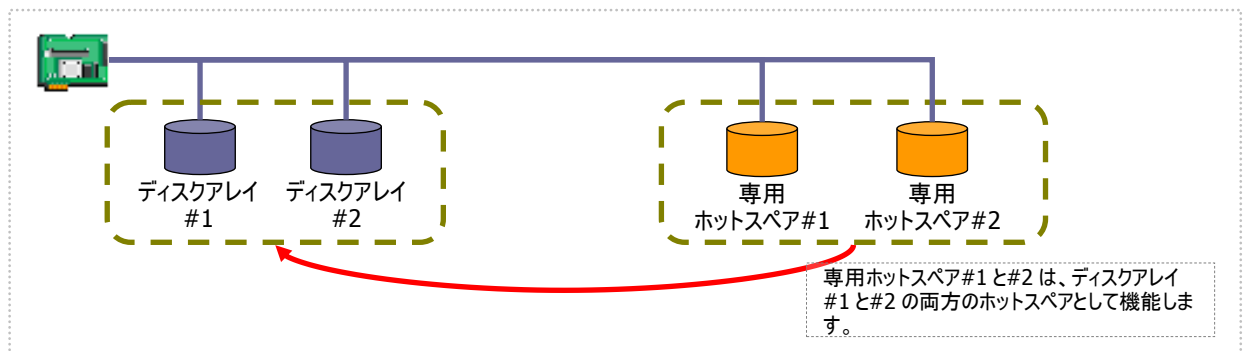 ディスクアレイ
#1
ディスクアレイ
#2
専用
ホットスペア#1
専用
ホットスペア#2
専用ホットスペア#1 と#2 は、ディスクアレイ
#1 と#2 の両方のホットスペアとして機能しま
す。